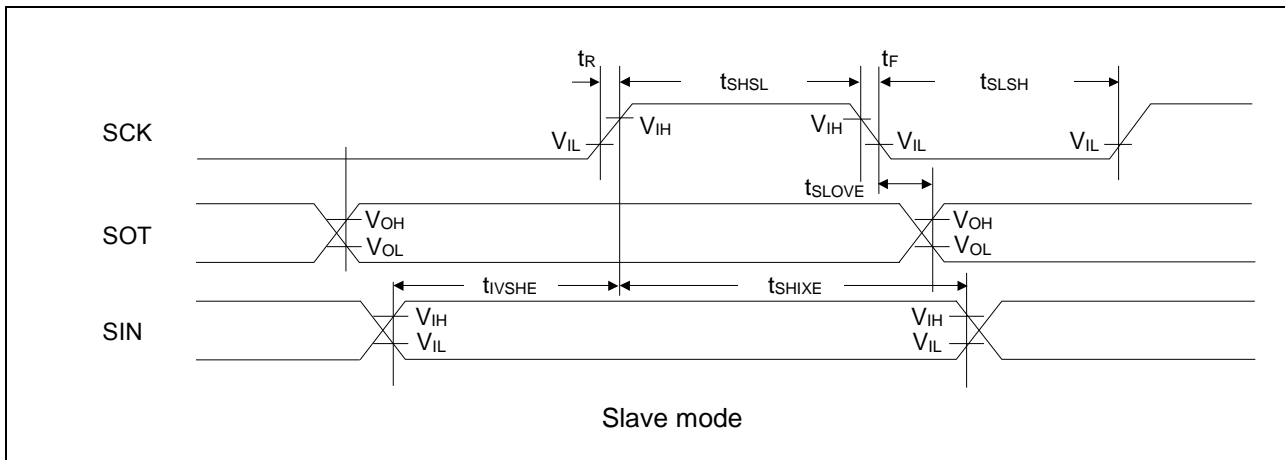 tR
tF
tSHSL
tSLSH
SCK
VIH
VIH
VIL
VIL
VIL
tSLOVE
SOT
VOH
VOH
VOL
VOL
tIVSHE
tSHIXE
SIN
VIH
VIH
VIL
VIL
Slave mode